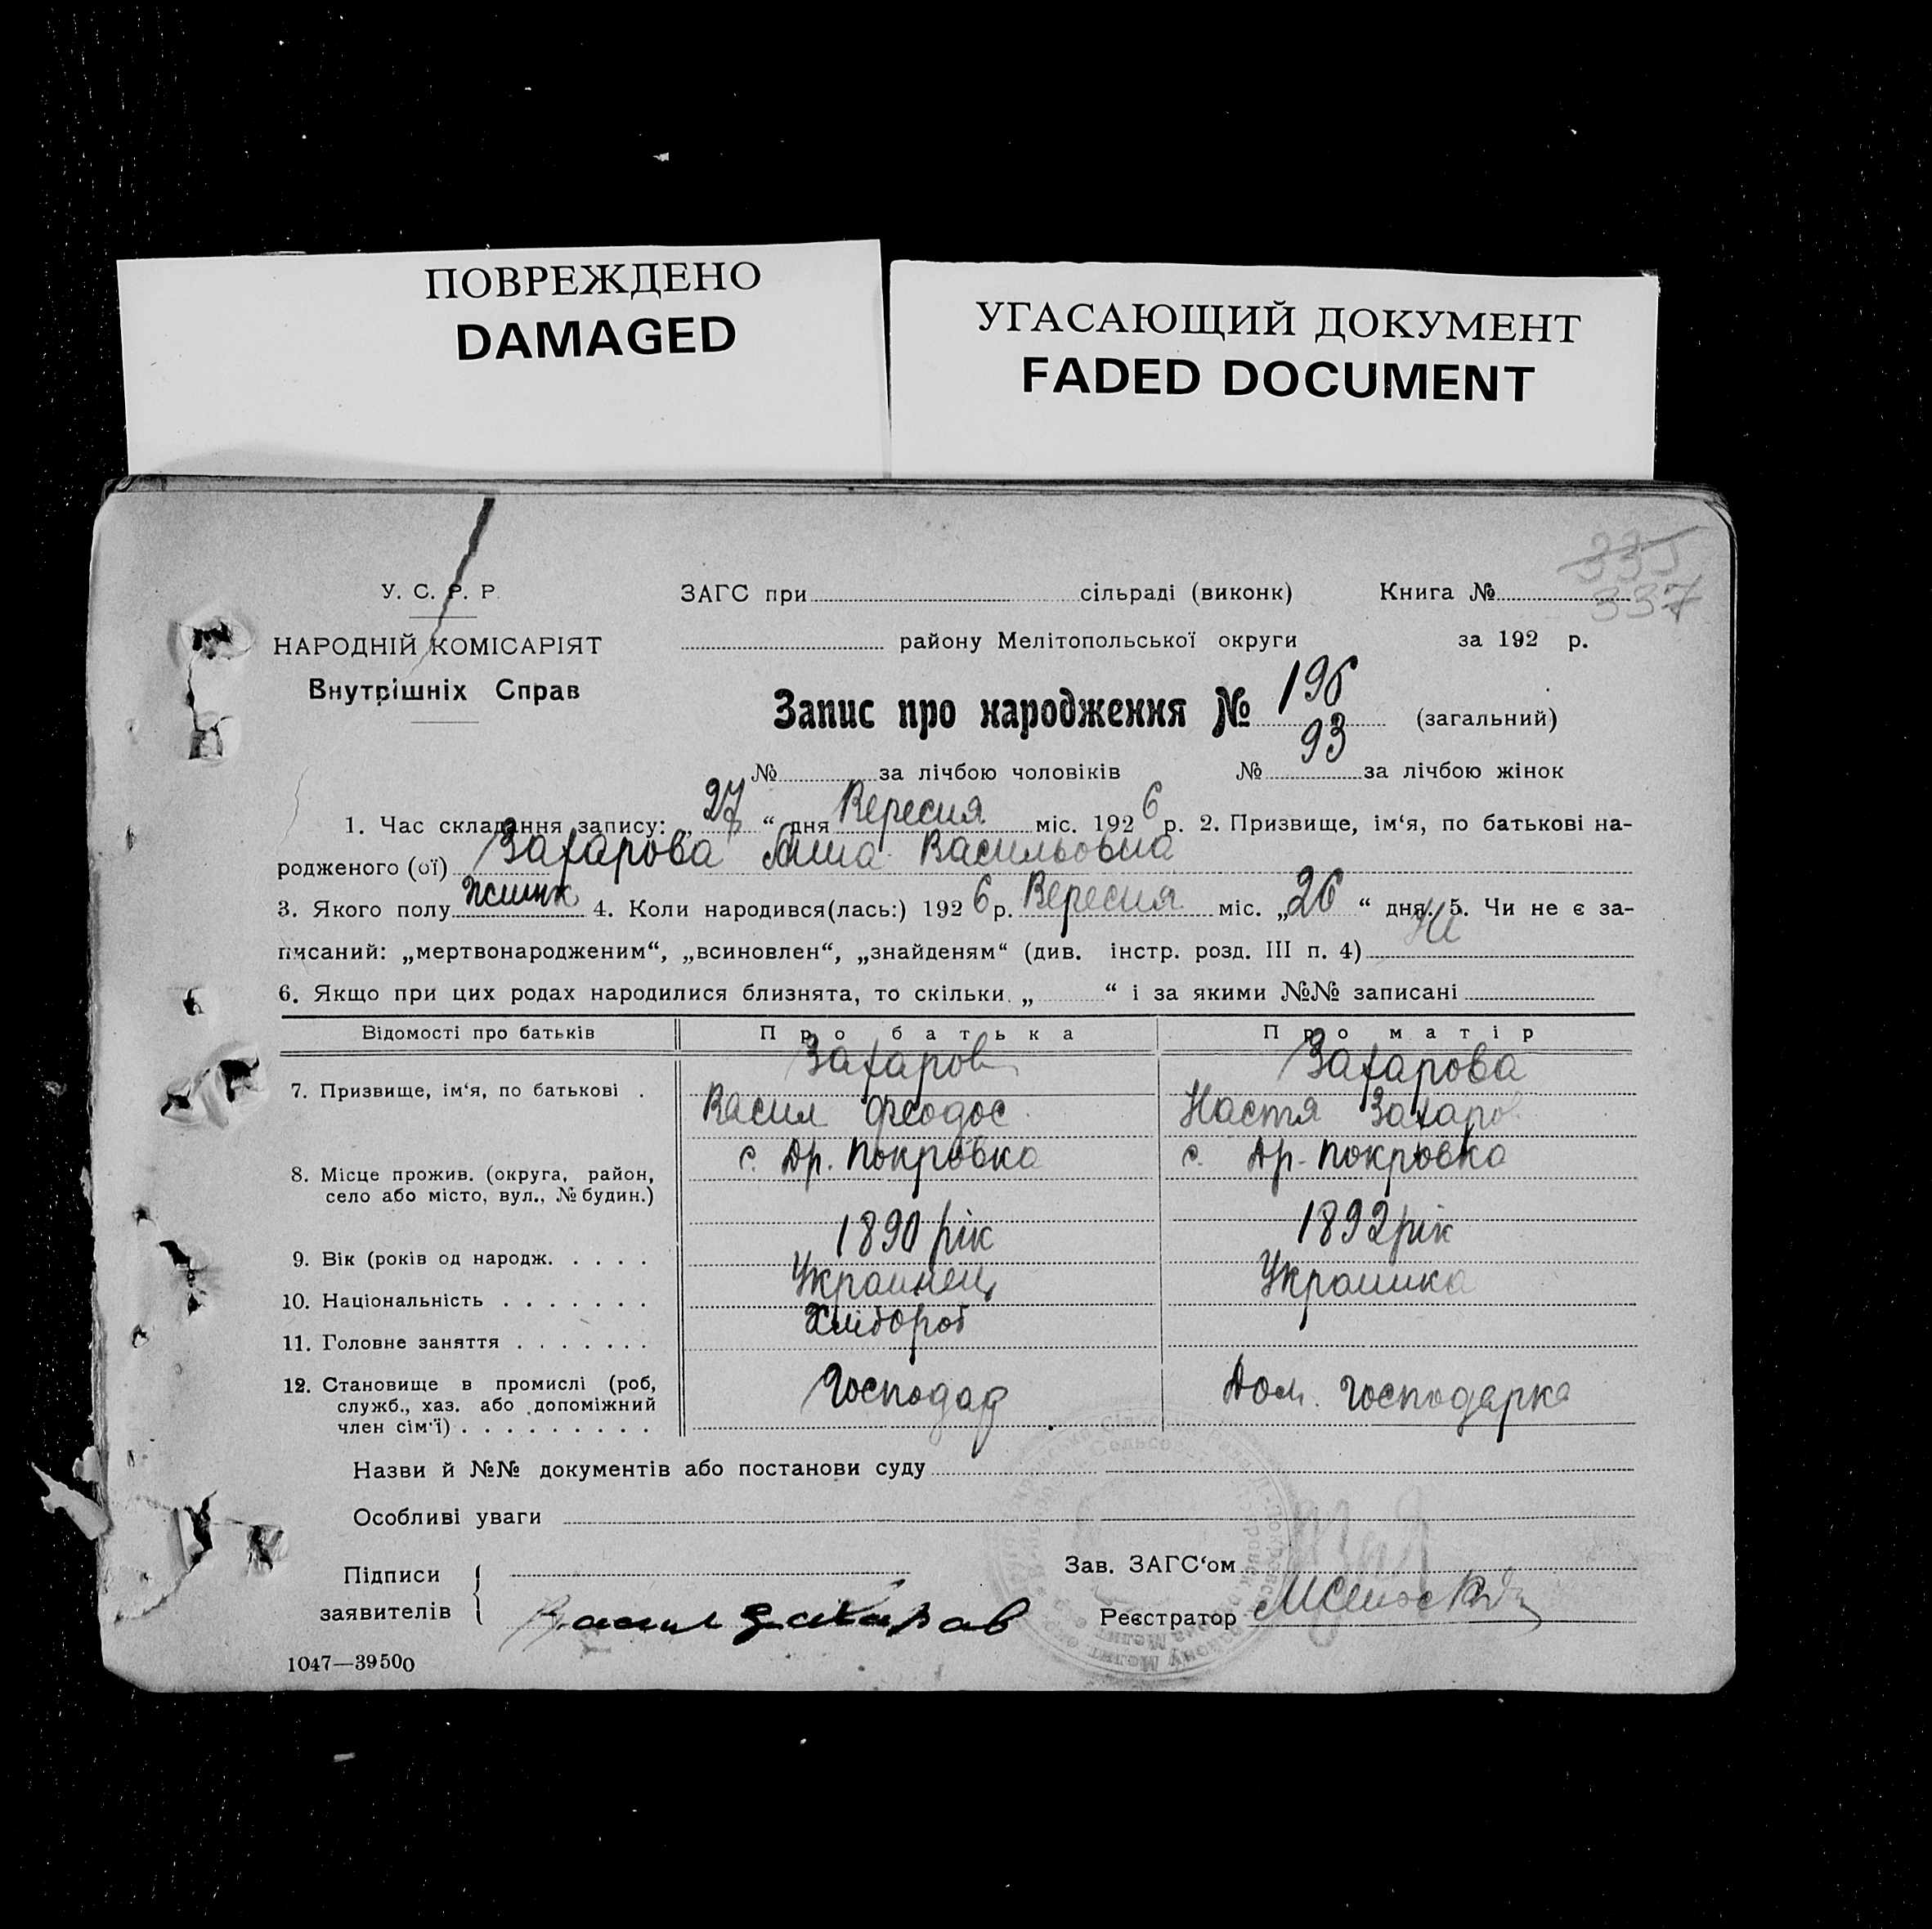 ПОВРЕЖДЕНО
DAMAGED
УГАСАЮЩИЙ ДОКУМЕНТ
FADED DOCUMENT
335
337
У. С. Р. Р.
НАРОДНІЙ КОМІСАРІЯТ
Внутрішніх Справ
ЗАГС при сільраді (виконк) Книга №
району Мелітопольської округи за 192 р.
Запис про народження № 196 (загальний)
93
№ за лічбою чоловіків № за лічбою жінок
1. Час складання запису: „27“ дня Вересня міс. 1926 р. 2. Призвище, ім‘я, по батькові на-
родженого (ої) Захарова Анна Васильовна
3. Якого полу жіноч 4. Коли народився(лась:) 1926 р. Вересня міс. „26“ дня. 5. Чи не є за-
писаний: „мертвонародженим“, „всиновлен“, „знайденям“ (див. інстр. розд. III п. 4) Ні
6. Якщо при цих родах народилися близнята, то скільки „ “ і за якими №№ записані
Відомості про батьків Про батька Про матір
Захаров Захарова
7. Призвище, ім‘я, по батькові . Васил Феодос Настя Захаров
с. Др. Покровка с. Др. Покровка
8. Місце прожив. (округа, район,
село або місто, вул., № будин.)
1890 рік 1892 рік
9. Вік (років од народж. . . . .
Украинец Украинка
10. Національність . . . . . . .
Хлібороб
11. Головне заняття . . . . . . .
12. Становище в промислі (роб, Господар Дом. господарка
служб., хаз. або допоміжний
член сім‘ї) . . . . . . . . .
Назви й №№ документів або постанови суду
Особливі уваги
Підписи
заявителів Васил Захаров
Зав. ЗАГС‘ом
Реєстратор
1047—39500